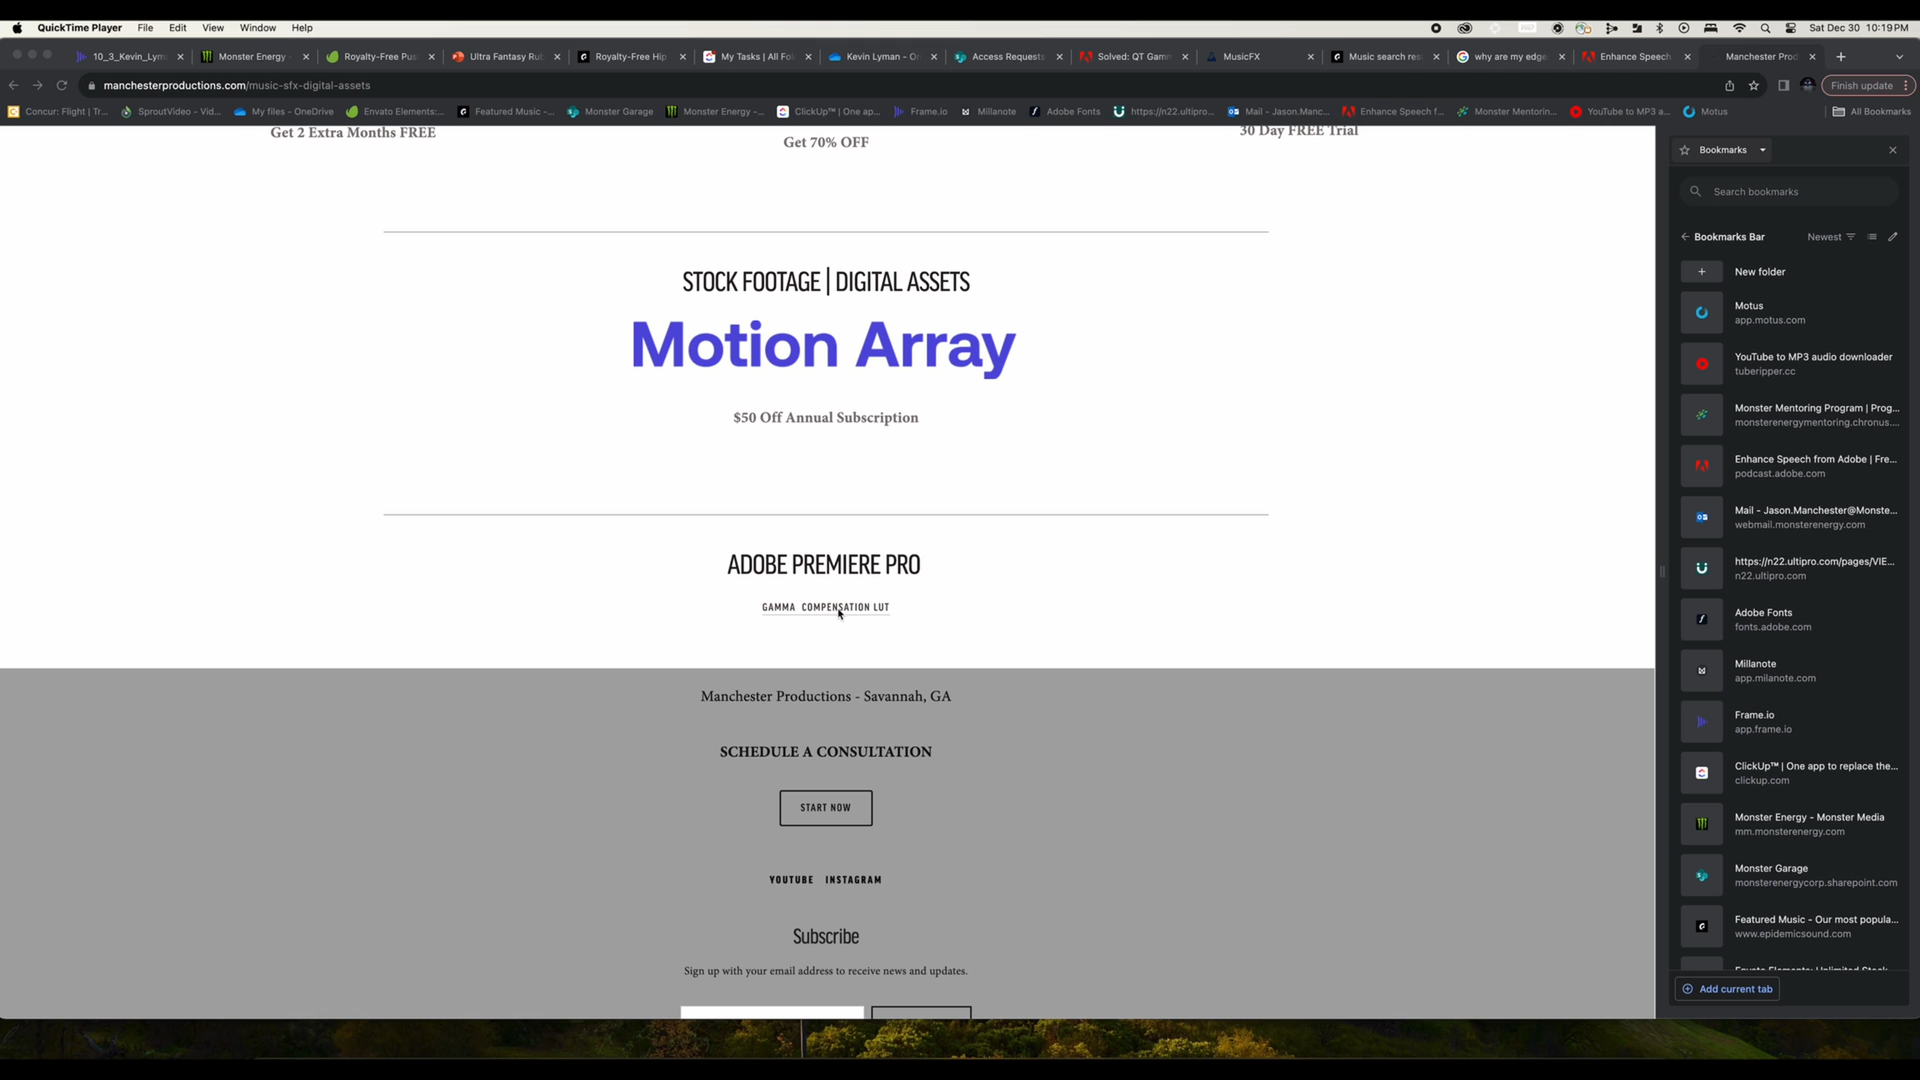 QuickTime Player File Edit View Window Help
Sat Dec 30 10:19 PM
10_3_Kevin_Lym
Monster Energy -
Royalty-Free Pus
Ultra Fantasy Rub
Royalty-Free Hip
My Tasks | All Fol
Kevin Lyman - On
Access Requests
Solved: QT Gamm
MusicFX
Music search res
why are my edge
Enhance Speech
Manchester Prod
manchesterproductions.com/music-sfx-digital-assets
Finish update
Concur: Flight | Tr...
SproutVideo - Vid...
My files - OneDrive
Envato Elements:...
Featured Music -...
Monster Garage
Monster Energy -...
ClickUp™ | One ap...
Frame.io
Millanote
Adobe Fonts
https://n22.ultipro...
Mail - Jason.Manc...
Enhance Speech f...
Monster Mentorin...
YouTube to MP3 a...
Motus
All Bookmarks
Get 2 Extra Months FREE
Get 70% OFF
30 Day FREE Trial
STOCK FOOTAGE | DIGITAL ASSETS
Motion Array
$50 Off Annual Subscription
ADOBE PREMIERE PRO
GAMMA COMPENSATION LUT
Manchester Productions - Savannah, GA
SCHEDULE A CONSULTATION
START NOW
YOUTUBE INSTAGRAM
Subscribe
Sign up with your email address to receive news and updates.
Bookmarks
Search bookmarks
Bookmarks Bar
Newest
New folder
Motus
app.motus.com
YouTube to MP3 audio downloader
tuberipper.cc
Monster Mentoring Program | Prog...
monsterenergymentoring.chronus....
Enhance Speech from Adobe | Fre...
podcast.adobe.com
Mail - Jason.Manchester@Monste...
webmail.monsterenergy.com
https://n22.ultipro.com/pages/VIE...
n22.ultipro.com
Adobe Fonts
fonts.adobe.com
Millanote
app.milanote.com
Frame.io
app.frame.io
ClickUp™ | One app to replace the...
clickup.com
Monster Energy - Monster Media
mm.monsterenergy.com
Monster Garage
monsterenergycorp.sharepoint.com
Featured Music - Our most popula...
www.epidemicsound.com
Envato Elements: Unlimited Stock
Add current tab